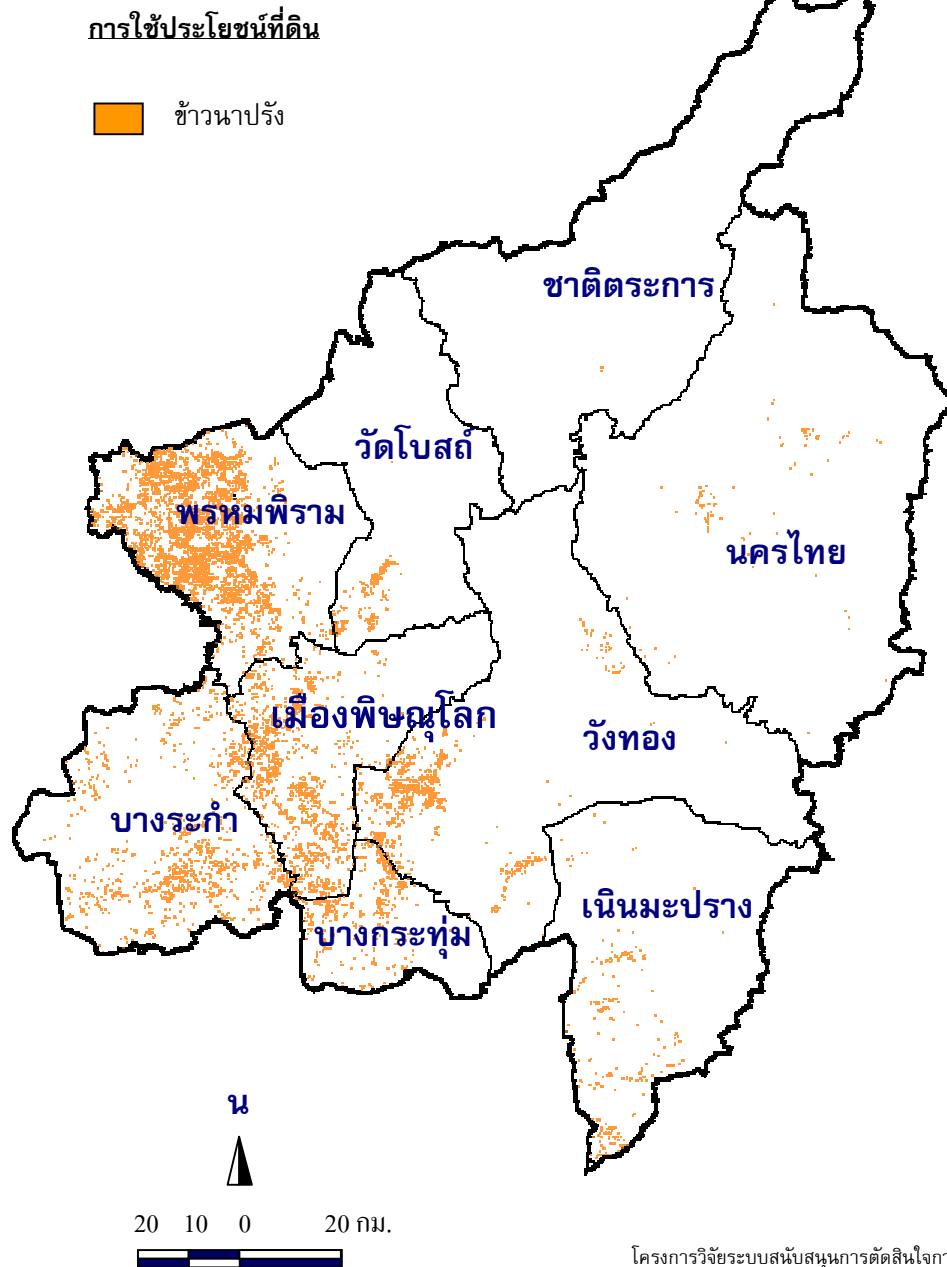 การใช้ประโยชน์ที่ดิน
ข้าวนาปรัง
ชาติตระการ
วัดโบสถ์
พรหมพิราม
นครไทย
เมืองพิษณุโลก
วังทอง
บางระกำ
เนินมะปราง
บางกระทุ่ม
น
20 10 0 20 กม.
โครงการวิจัยระบบสนับสนุนการตัดสินใจกา